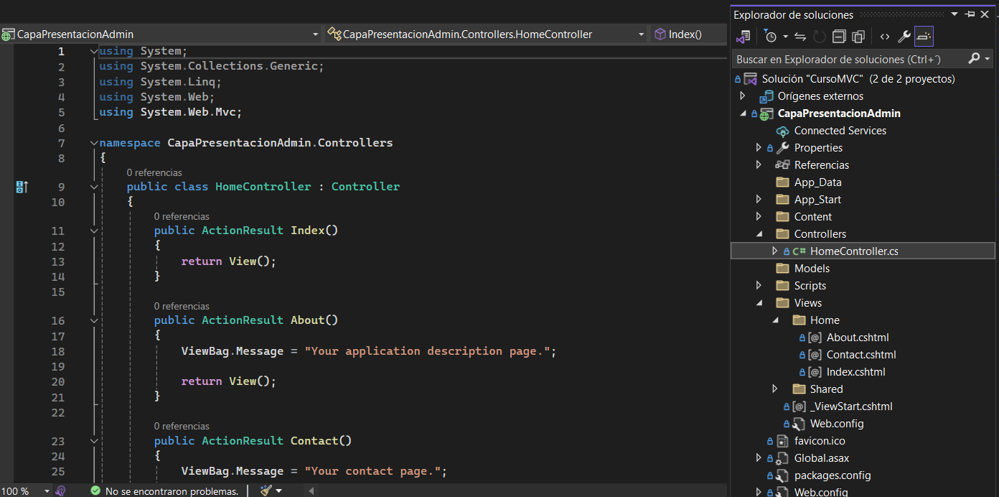 CapaPresentacionAdmin
CapaPresentacionAdmin.Controllers.HomeController
Index()
1 using System;
2 using System.Collections.Generic;
3 using System.Linq;
4 using System.Web;
5 using System.Web.Mvc;
6
7 namespace CapaPresentacionAdmin.Controllers
8 {
0 referencias
9 public class HomeController : Controller
10 {
0 referencias
11 public ActionResult Index()
12 {
13 return View();
14 }
15
0 referencias
16 public ActionResult About()
17 {
18 ViewBag.Message = "Your application description page.";
19
20 return View();
21 }
22
0 referencias
23 public ActionResult Contact()
24 {
25 ViewBag.Message = "Your contact page.";
100 %
No se encontraron problemas.
Explorador de soluciones
Buscar en Explorador de soluciones (Ctrl+´)
Solución "CursoMVC" (2 de 2 proyectos)
Orígenes externos
CapaPresentacionAdmin
Connected Services
Properties
Referencias
App_Data
App_Start
Content
Controllers
C# HomeController.cs
Models
Scripts
Views
Home
[@] About.cshtml
[@] Contact.cshtml
[@] Index.cshtml
Shared
[@] _ViewStart.cshtml
Web.config
favicon.ico
Global.asax
packages.config
Web.config